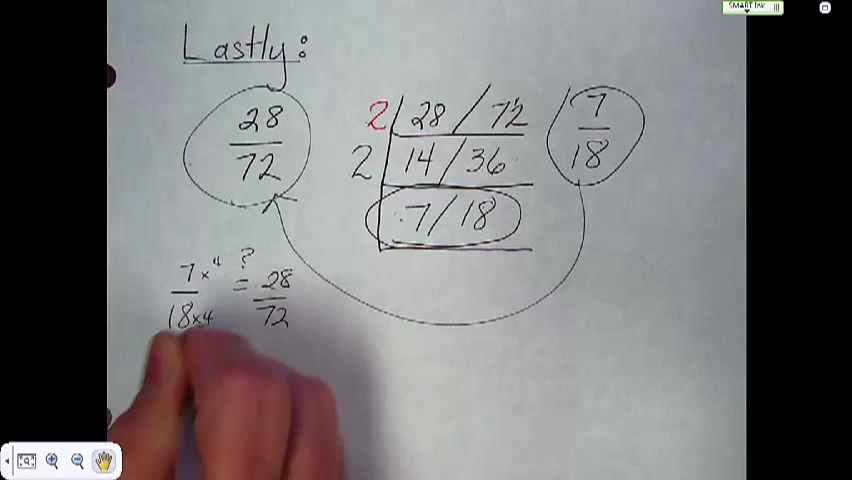 SMART Ink
Lastly:
28
72
2 28 / 72
2 14 / 36
7 / 18
7
18
7 x 4 ? = 28
18 x 4 72